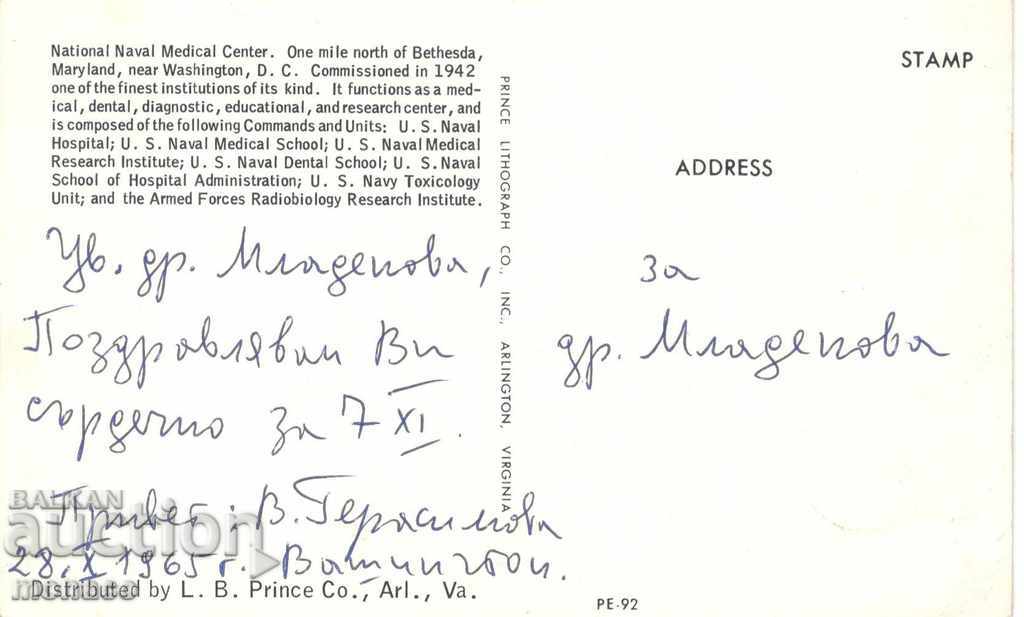 National Naval Medical Center. One mile north of Bethesda,
Maryland, near Washington, D. C. Commissioned in 1942
one of the finest institutions of its kind. It functions as a med-
ical, dental, diagnostic, educational, and research center, and
is composed of the following Commands and Units: U. S. Naval
Hospital; U. S. Naval Medical School; U. S. Naval Medical
Research Institute; U. S. Naval Dental School; U. S. Naval
School of Hospital Administration; U. S. Navy Toxicology
Unit; and the Armed Forces Radiobiology Research Institute.
Ув. др. Младенова,
Поздравлявам Ви
сърдечно за 7 XI.
Привет: В. Герасимова
28. X 1965 г. Вашингтон.
Distributed by L. B. Prince Co., Arl., Va.
PRINCE LITHOGRAPH CO., INC., ARLINGTON, VIRGINIA
STAMP
ADDRESS
за
др. Младенова
PE-92
BALKAN
auction